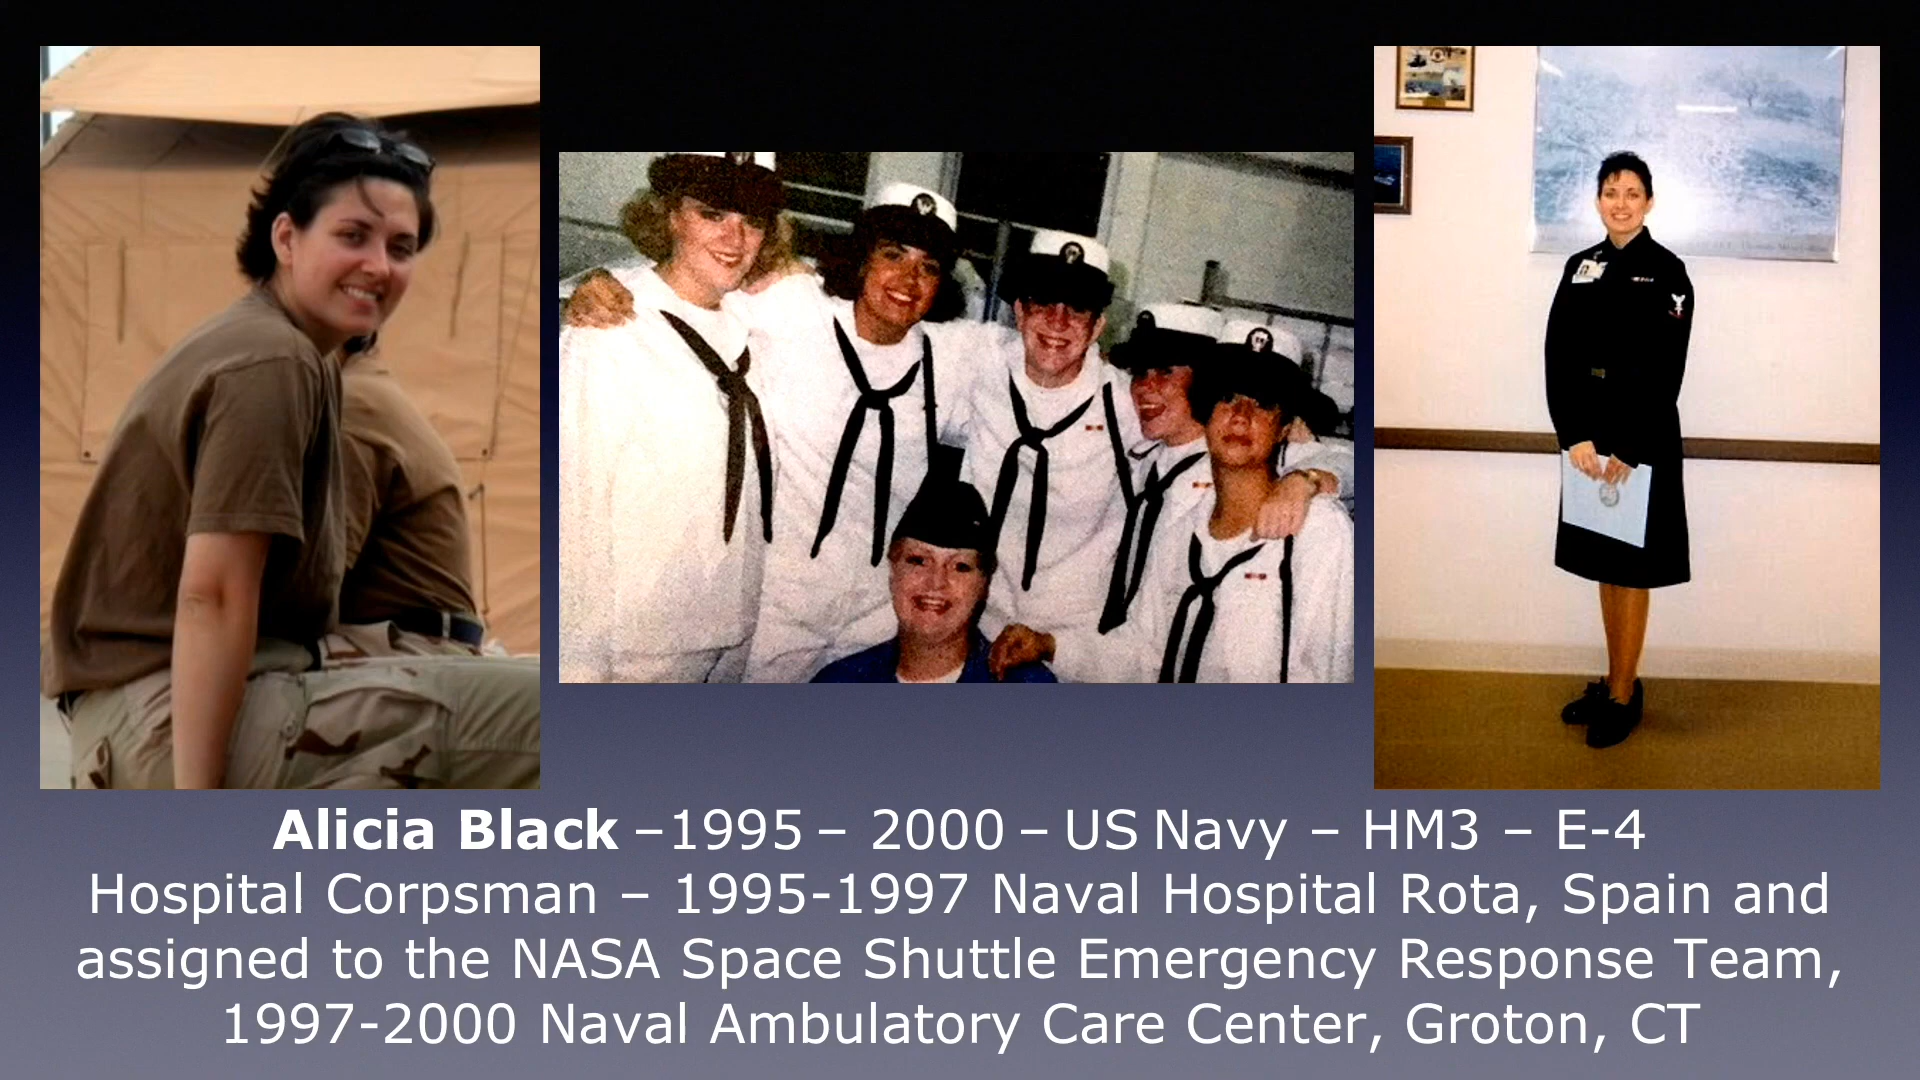 Alicia Black –1995 – 2000 – US Navy – HM3 – E-4
Hospital Corpsman – 1995-1997 Naval Hospital Rota, Spain and
assigned to the NASA Space Shuttle Emergency Response Team,
1997-2000 Naval Ambulatory Care Center, Groton, CT